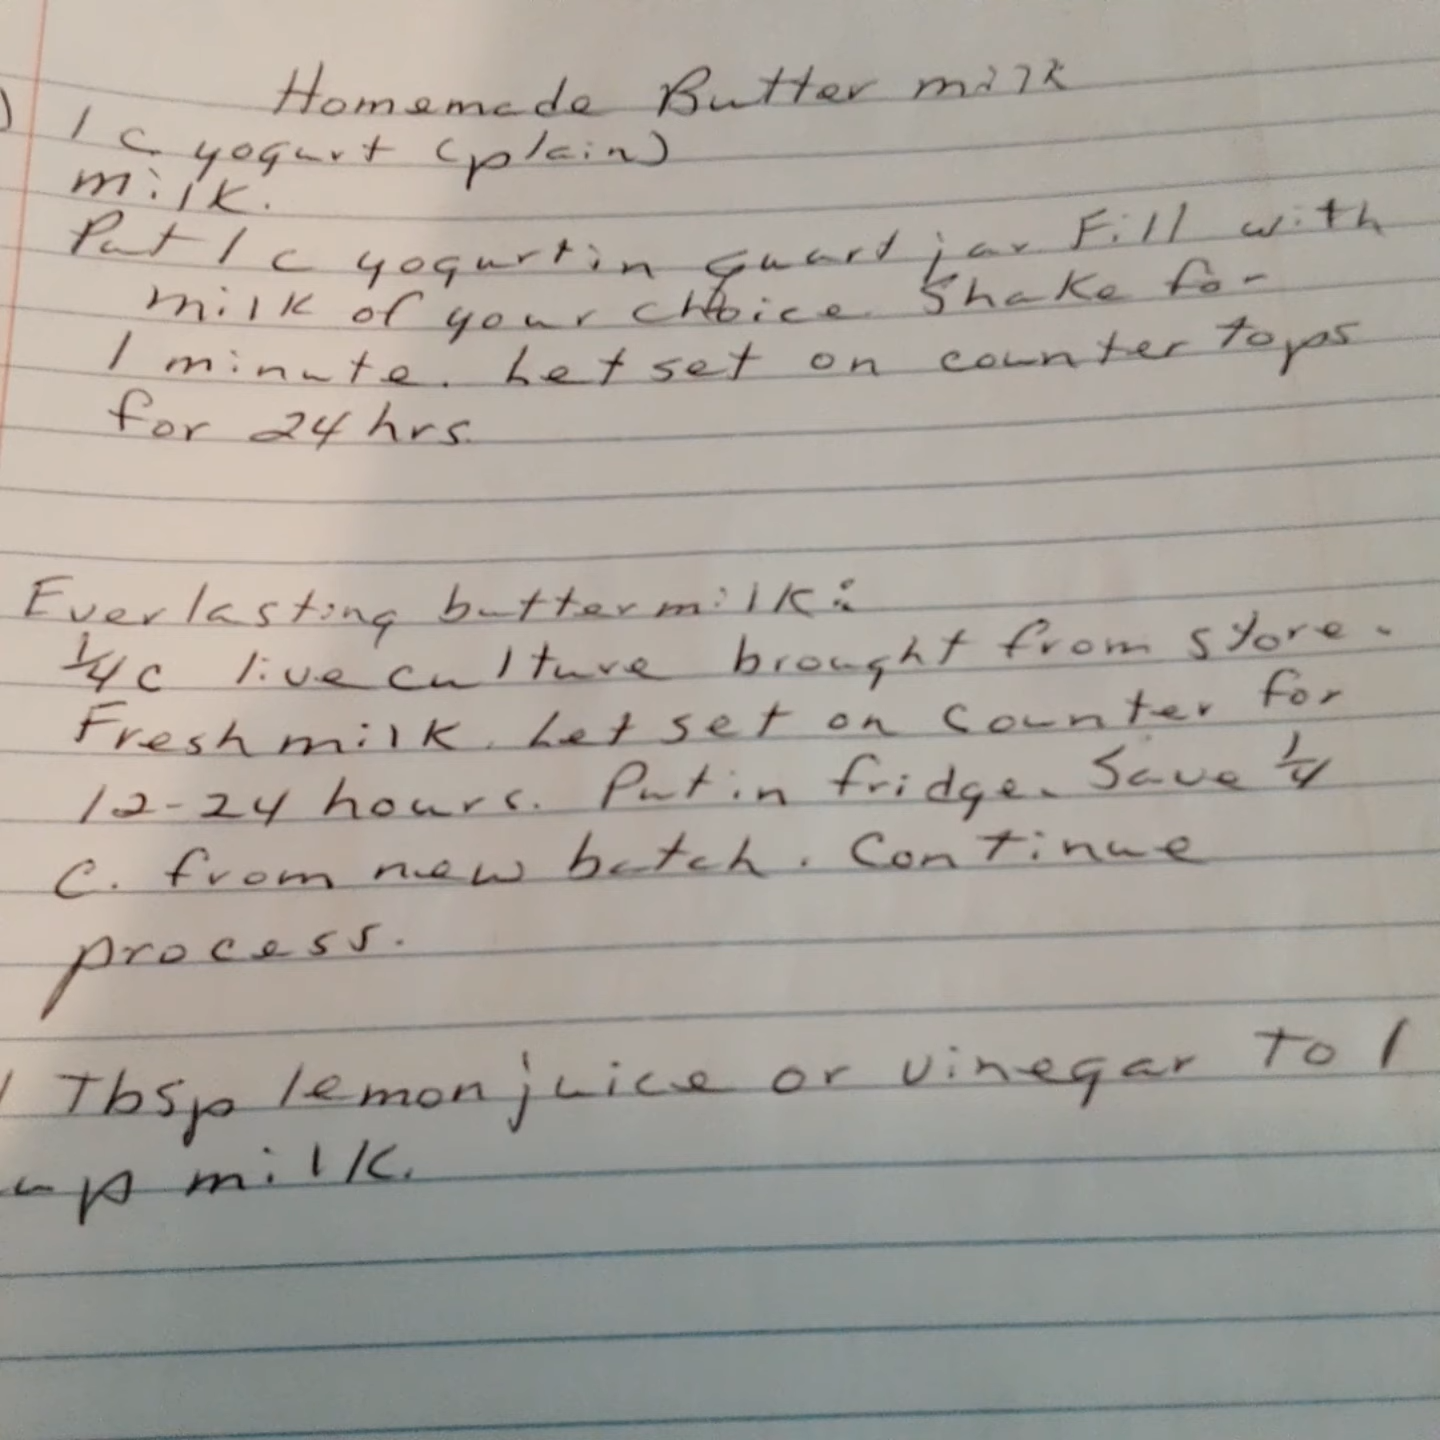 Homemade Butter milk
) 1 c yogurt (plain)
milk.
Put 1 c yogurt in quart jar Fill with
milk of your choice. Shake for
1 minute. Let set on counter tops
for 24 hrs.
Everlasting buttermilk:
1/4 c live culture brought from store.
Fresh milk. Let set on counter for
12-24 hours. Put in fridge. Save 1/4
c. from new batch. Continue
process.
1 Tbsp lemon juice or vinegar to 1
up milk.